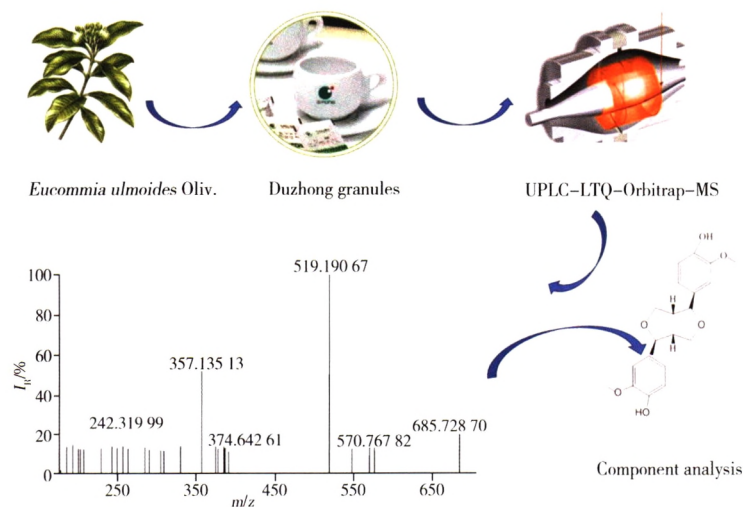 Eucommia ulmoides Oliv.
Duzhong granules
UPLC-LTQ-Orbitrap-MS
519.190 67
357.135 13
242.319 99
374.642 61
570.767 82
685.728 70
100
80
60
40
20
0
I_R/%
250
350
450
550
650
m/z
OH
O
H
O
O
H
O
HO
Component analysis